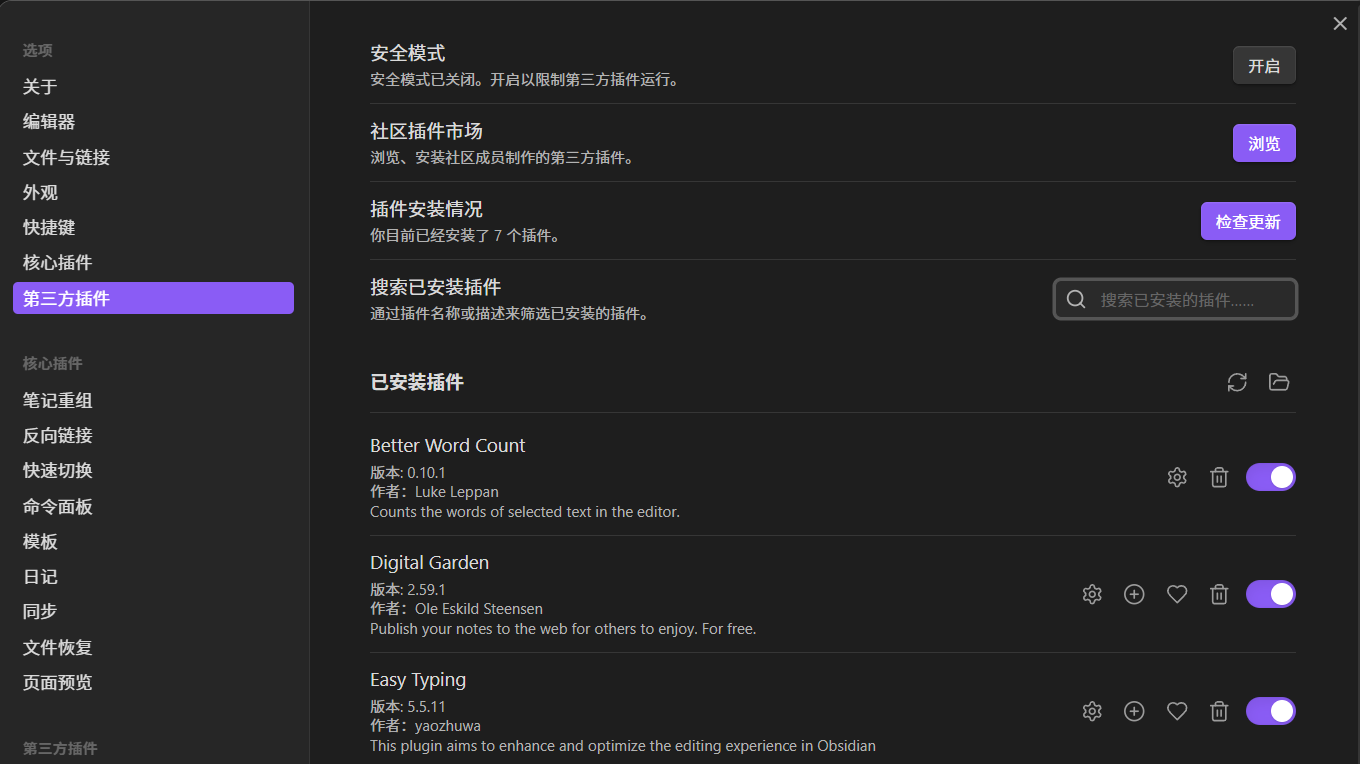 选项
关于
编辑器
文件与链接
外观
快捷键
核心插件
第三方插件
核心插件
笔记重组
反向链接
快速切换
命令面板
模板
日记
同步
文件恢复
页面预览
第三方插件
安全模式
安全模式已关闭。开启以限制第三方插件运行。
开启
社区插件市场
浏览、安装社区成员制作的第三方插件。
浏览
插件安装情况
你目前已经安装了 7 个插件。
检查更新
搜索已安装插件
通过插件名称或描述来筛选已安装的插件。
搜索已安装的插件......
已安装插件
Better Word Count
版本: 0.10.1
作者：Luke Leppan
Counts the words of selected text in the editor.
Digital Garden
版本: 2.59.1
作者：Ole Eskild Steensen
Publish your notes to the web for others to enjoy. For free.
Easy Typing
版本: 5.5.11
作者：yaozhuwa
This plugin aims to enhance and optimize the editing experience in Obsidian